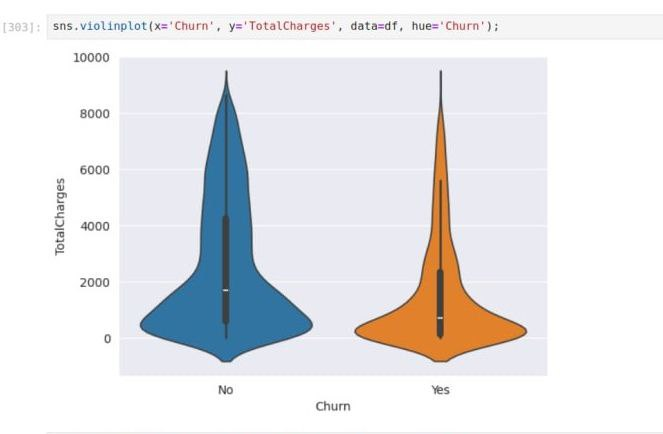 [303]: sns.violinplot(x='Churn', y='TotalCharges', data=df, hue='Churn');
10000
8000
6000
4000
2000
0
TotalCharges
No Yes
Churn